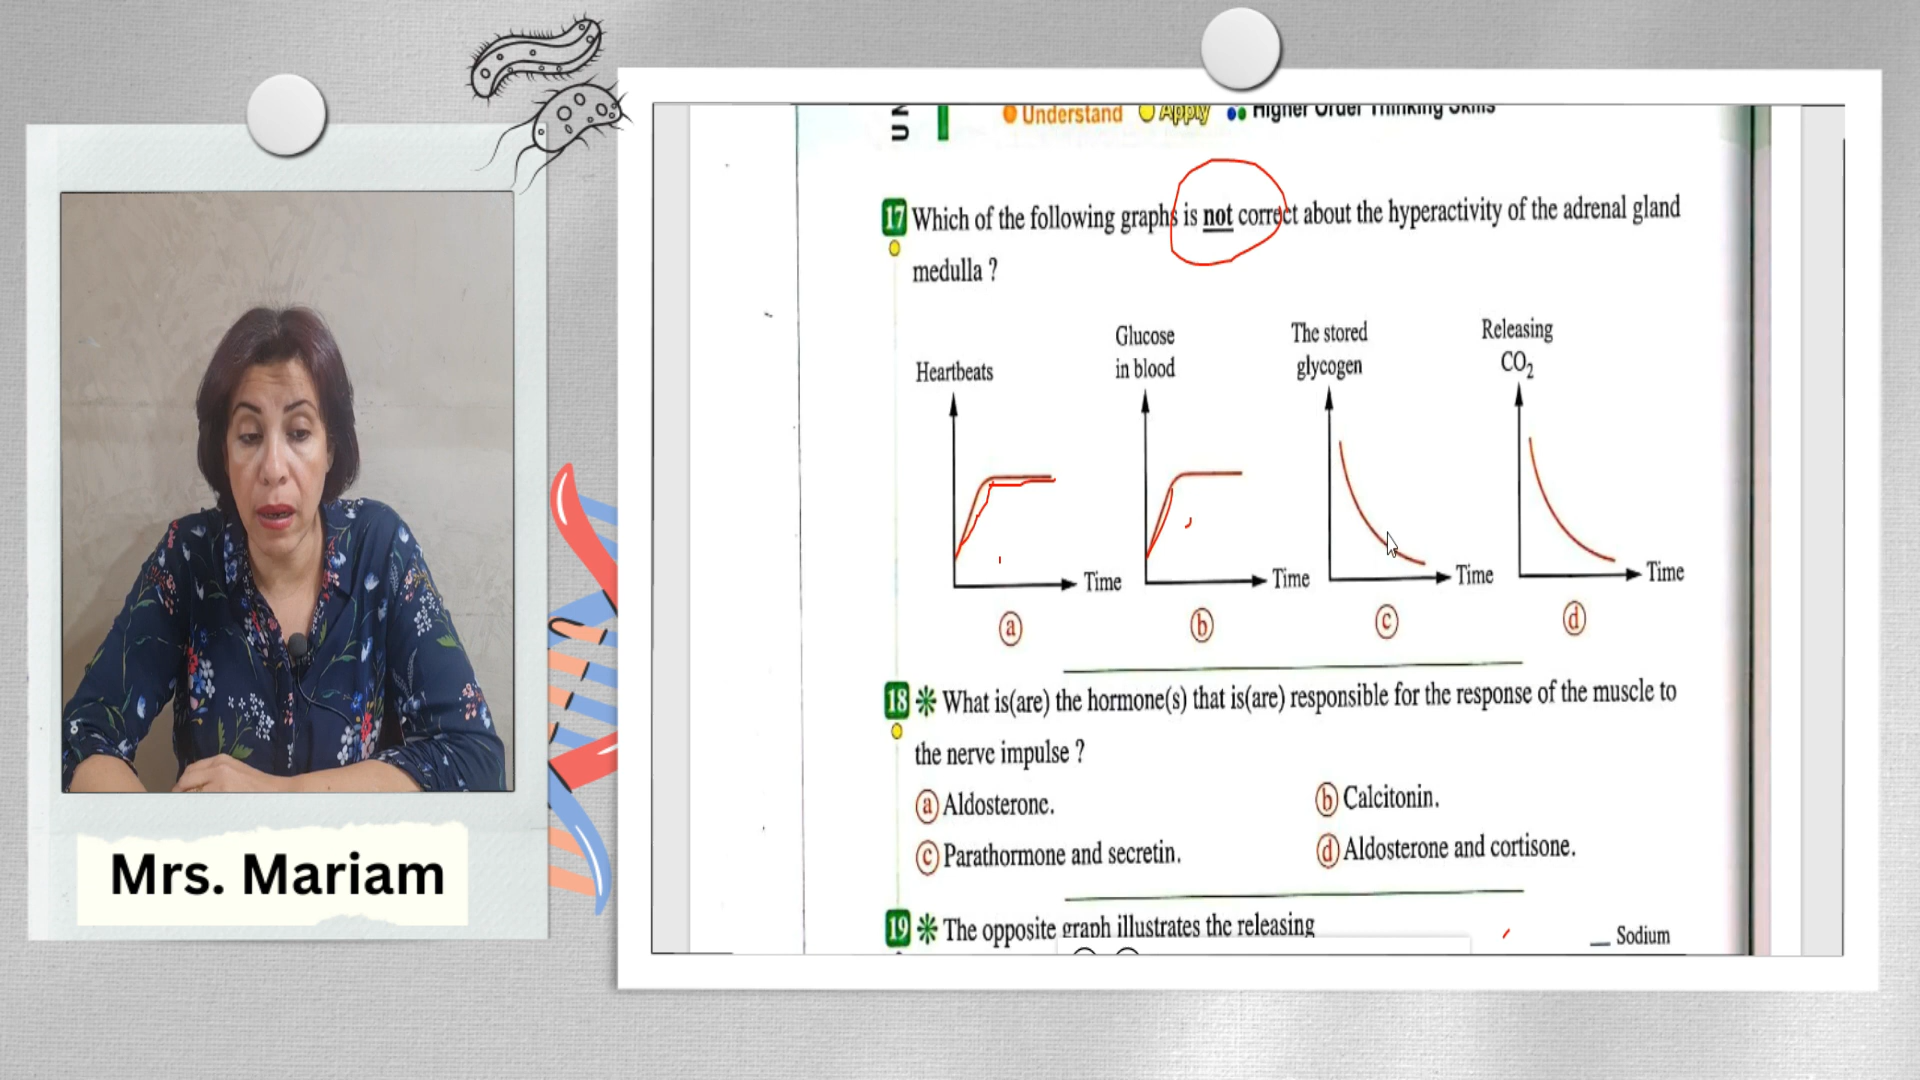 UN
Understand Apply Higher Order Thinking Skills
17 Which of the following graphs is not correct about the hyperactivity of the adrenal gland
medulla ?
Heartbeats
Glucose
in blood
The stored
glycogen
Releasing
CO2
Time
Time
Time
Time
a
b
c
d
18 * What is(are) the hormone(s) that is(are) responsible for the response of the muscle to
the nerve impulse ?
a Aldosterone.
b Calcitonin.
c Parathormone and secretin.
d Aldosterone and cortisone.
19 * The opposite graph illustrates the releasing
Sodium
Mrs. Mariam